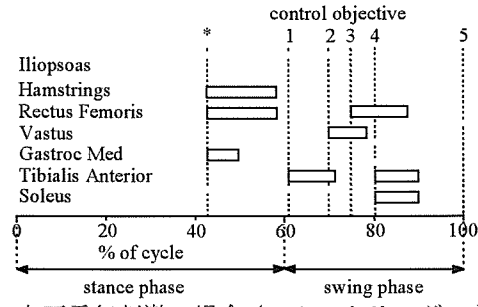 control objective
* 1 2 3 4 5
Iliopsoas
Hamstrings
Rectus Femoris
Vastus
Gastroc Med
Tibialis Anterior
Soleus
0 20 40 60 80 100
% of cycle
stance phase swing phase